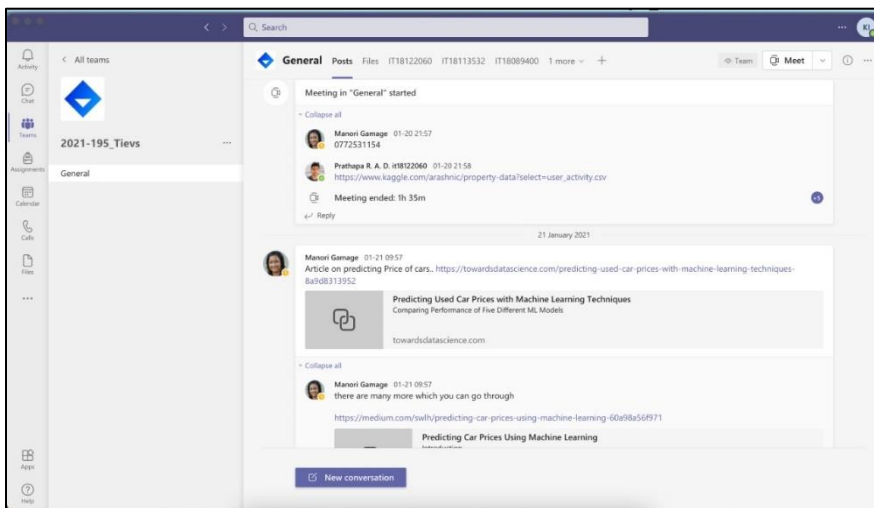 Search
KI
Activity
Chat
Teams
Assignments
Calendar
Calls
Files
Apps
Help
All teams
2021-195_Tievs
General
General Posts Files IT18122060 IT18113532 IT18089400 1 more
Team Meet
Meeting in "General" started
Collapse all
Manori Gamage 01-20 21:57
0772531154
Prathapa R. A. D. it18122060 01-20 21:58
https://www.kaggle.com/arashnic/property-data?select=user_activity.csv
Meeting ended: 1h 35m
+5
Reply
21 January 2021
Manori Gamage 01-21 09:57
Article on predicting Price of cars.. https://towardsdatascience.com/predicting-used-car-prices-with-machine-learning-techniques-
8a9d8313952
Predicting Used Car Prices with Machine Learning Techniques
Comparing Performance of Five Different ML Models
towardsdatascience.com
Collapse all
Manori Gamage 01-21 09:57
there are many more which you can go through
https://medium.com/swlh/predicting-car-prices-using-machine-learning-60a98a56f971
Predicting Car Prices Using Machine Learning
New conversation